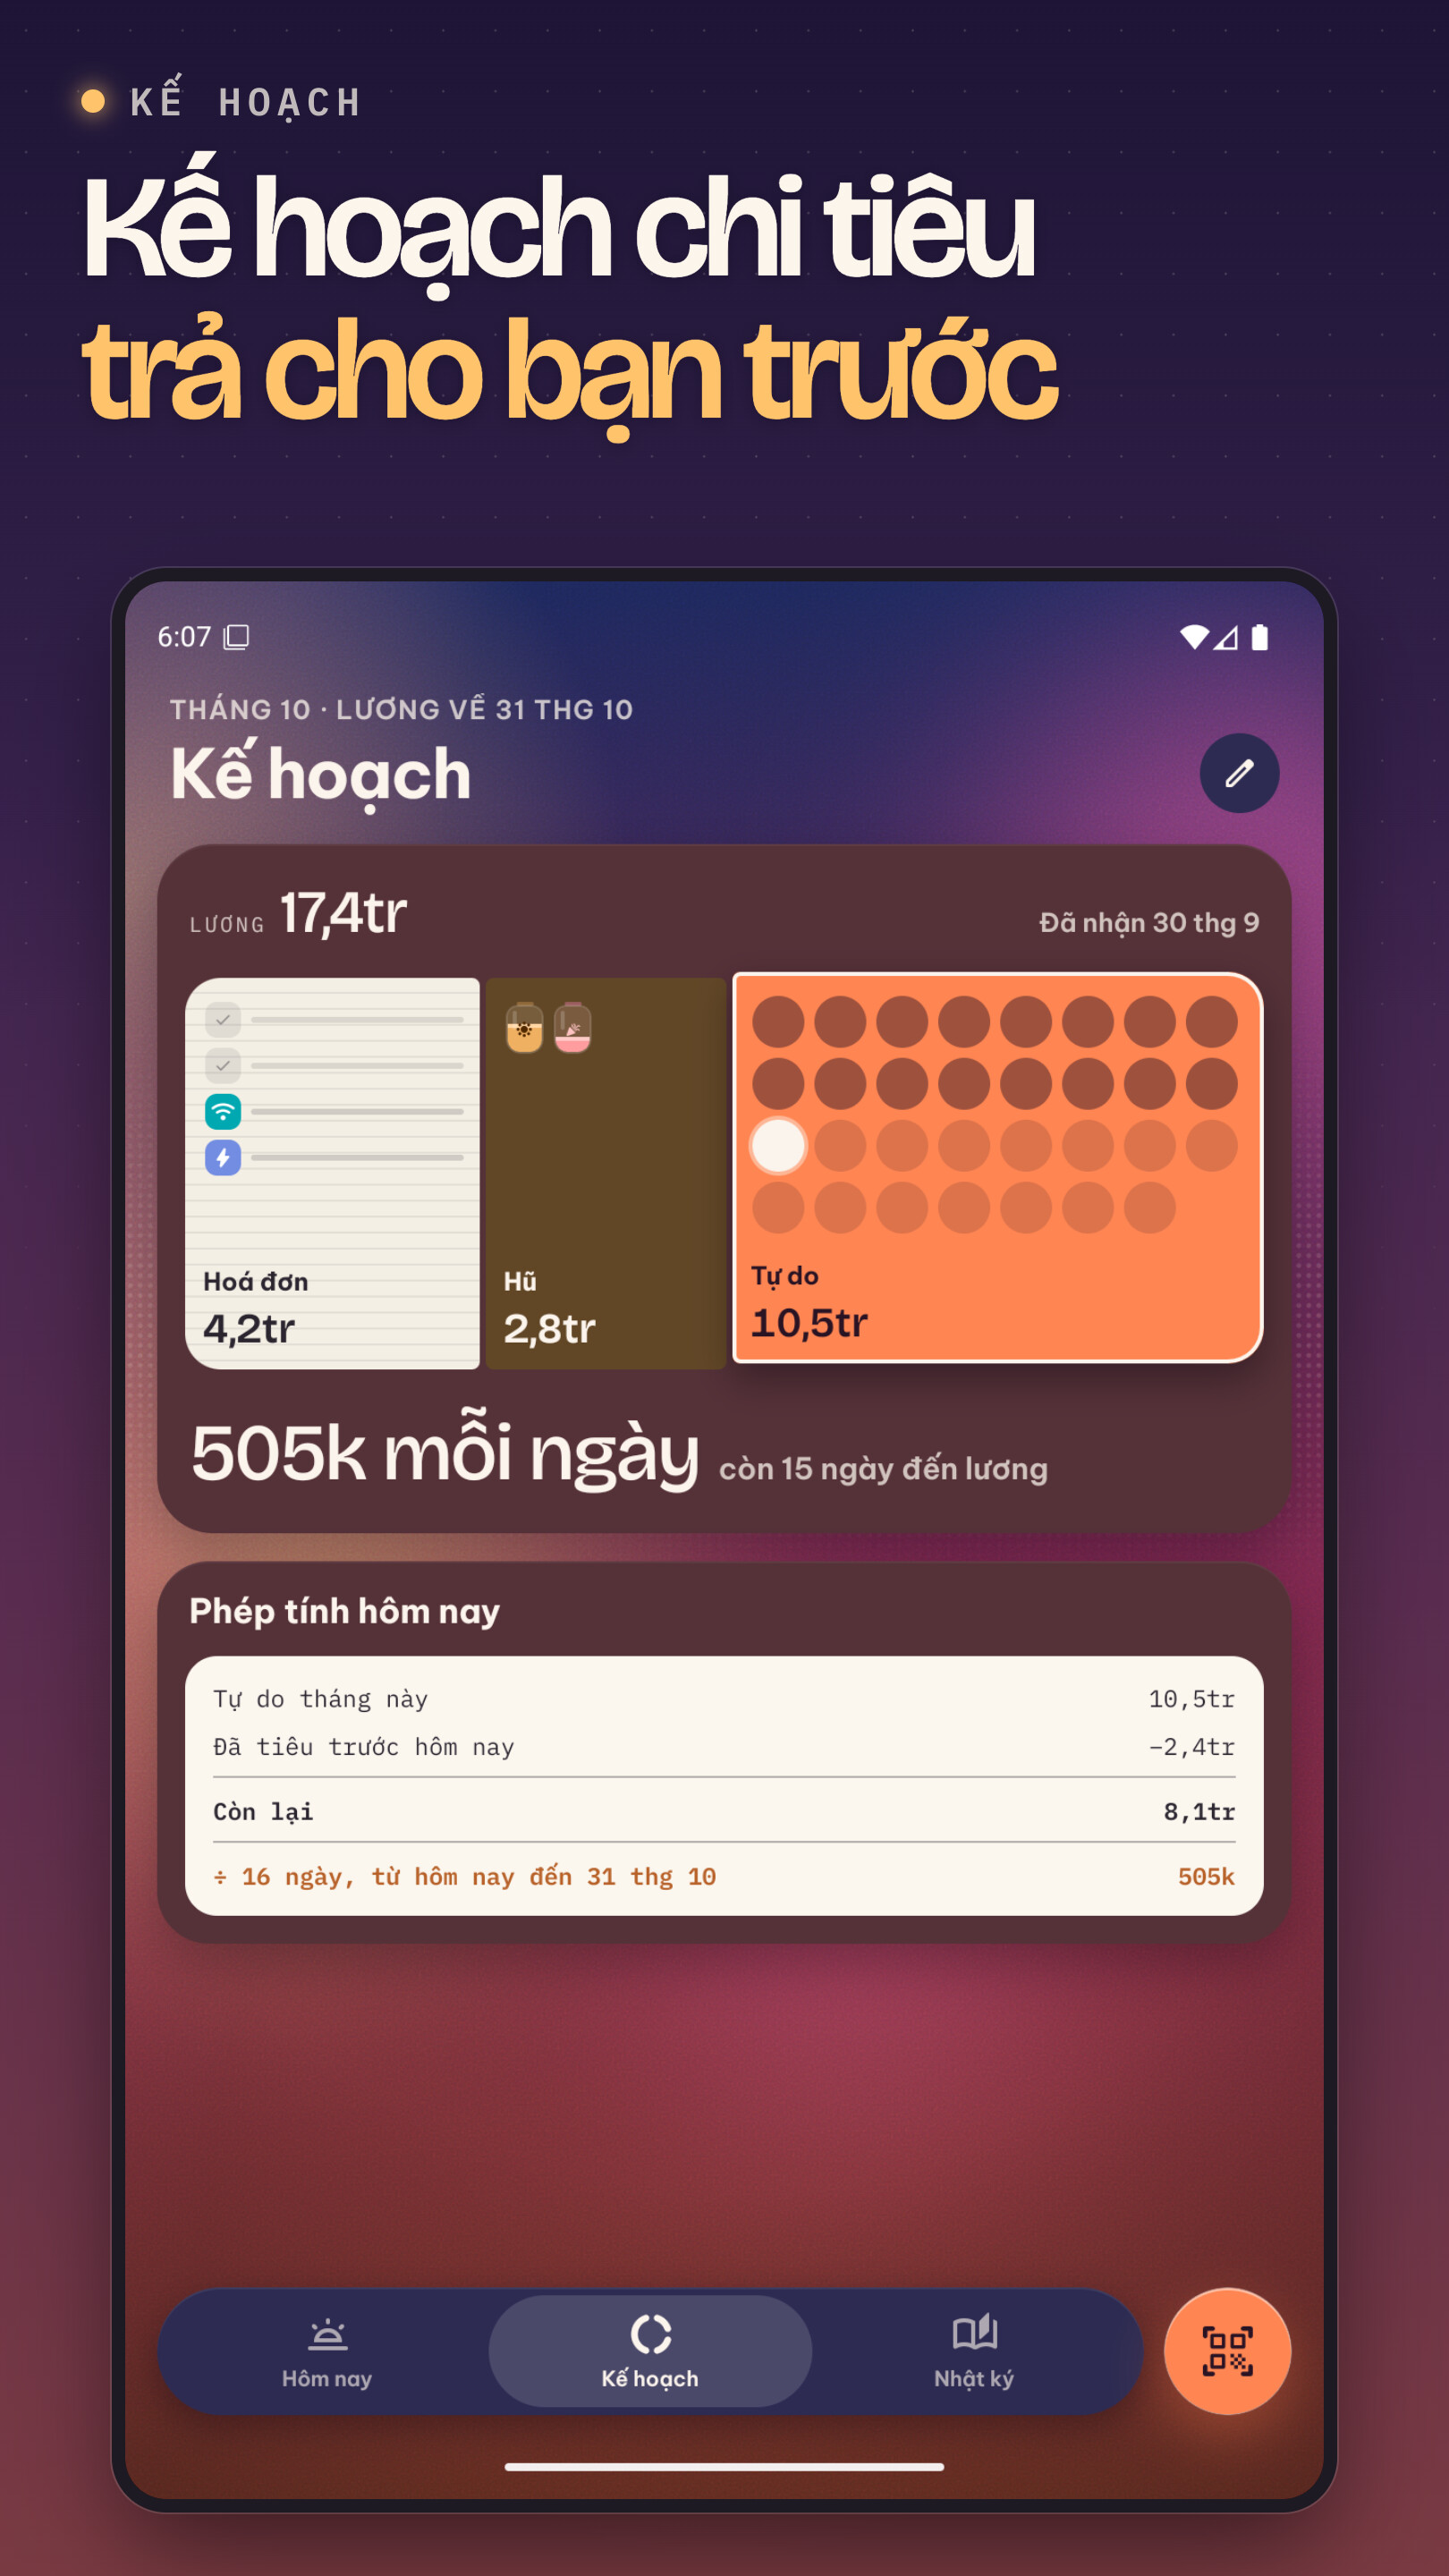 KẾ HOẠCH
Kế hoạch chi tiêu
trả cho bạn trước
6:07
THÁNG 10 · LƯƠNG VỀ 31 THG 10
Kế hoạch
LƯƠNG 17,4tr
Đã nhận 30 thg 9
Hoá đơn
4,2tr
Hũ
2,8tr
Tự do
10,5tr
505k mỗi ngày còn 15 ngày đến lương
Phép tính hôm nay
Tự do tháng này 10,5tr
Đã tiêu trước hôm nay −2,4tr
Còn lại 8,1tr
÷ 16 ngày, từ hôm nay đến 31 thg 10 505k
Hôm nay
Kế hoạch
Nhật ký